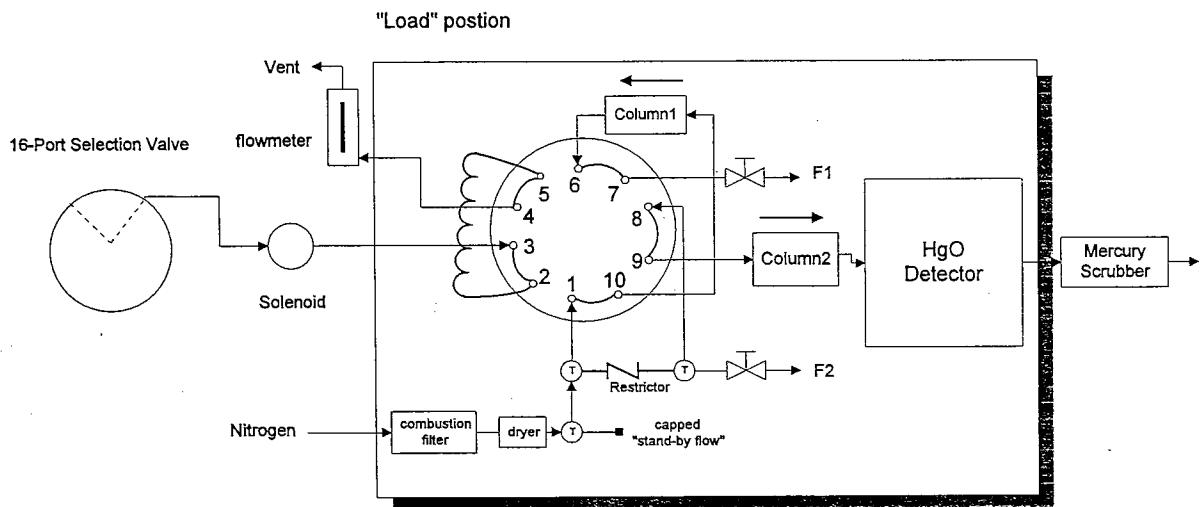 "Load" postion
Vent
16-Port Selection Valve
flowmeter
Column1
5
6
7
F1
4
8
3
HgO
Detector
9
Column2
Mercury
Scrubber
2
1
10
Solenoid
T
T
F2
Restrictor
Nitrogen
combustion
filter
dryer
T
capped
"stand-by flow"